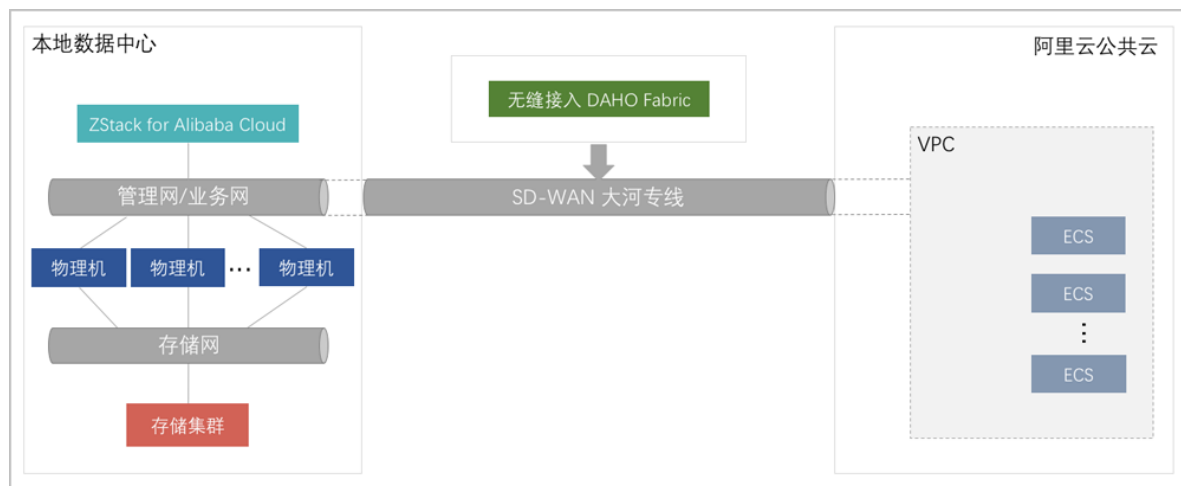 本地数据中心
ZStack for Alibaba Cloud
管理网/业务网
物理机
物理机
...
物理机
存储网
存储集群
无缝接入 DAHO Fabric
SD-WAN 大河专线
阿里云公共云
VPC
ECS
ECS
⋮
ECS